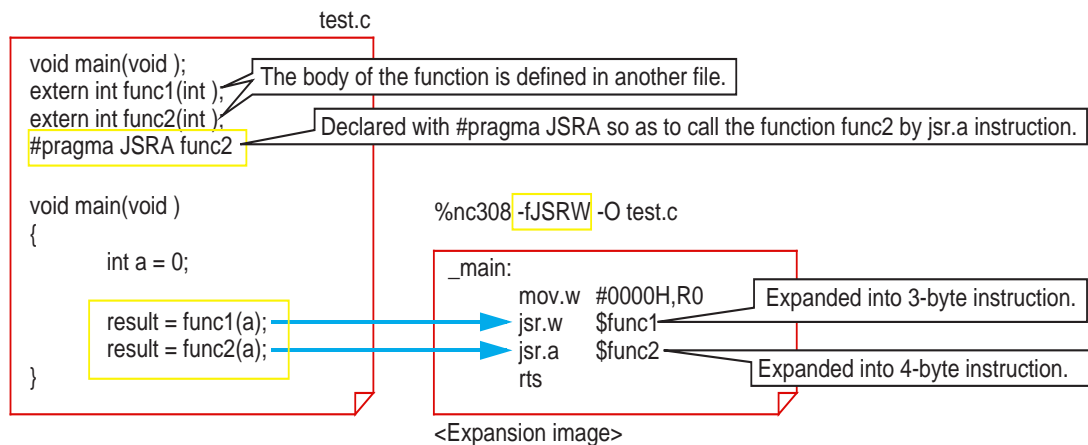 test.c
void main(void );
extern int func1(int );
The body of the function is defined in another file.
extern int func2(int );
Declared with #pragma JSRA so as to call the function func2 by jsr.a instruction.
#pragma JSRA func2
void main(void )
{
int a = 0;
result = func1(a);
result = func2(a);
}
%nc308 -fJSRW -O test.c
_main:
mov.w #0000H,R0
Expanded into 3-byte instruction.
jsr.w $func1
jsr.a $func2
Expanded into 4-byte instruction.
rts
<Expansion image>